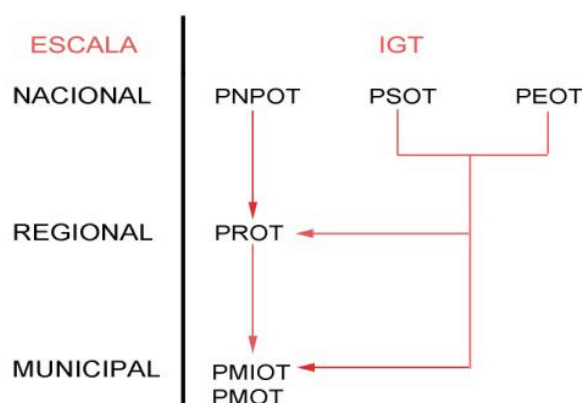 ESCALA IGT
NACIONAL PNPOT PSOT PEOT
REGIONAL PROT
MUNICIPAL PMIOT
PMOT